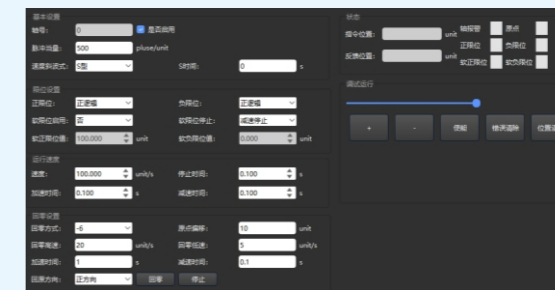 基本设置
轴号: 0 是否启用
脉冲当量: 500 pluse/unit
速度斜坡式: S型 S时间: 0 s
限位设置
正限位: 正逻辑 负限位: 正逻辑
软限位启用: 否 软限位停止: 减速停止
软正限位值: 100.000 unit 软负限位值: 0.000 unit
运行速度
速度: 100.000 unit/s 停止时间: 0.100 s
加速时间: 0.100 s 减速时间: 0.100 s
回零设置
回零方式: -6 原点偏移: 10 unit
回零高速: 20 unit/s 回零低速: 5 unit/s
加速时间: 1 s 减速时间: 0.1 s
回原方向: 正方向 回零 停止
状态
指令位置: unit 轴报警 原点
正限位 负限位
反馈位置: unit 软正限位 软负限位
调试运行
+ - 使能 错误清除 位置清